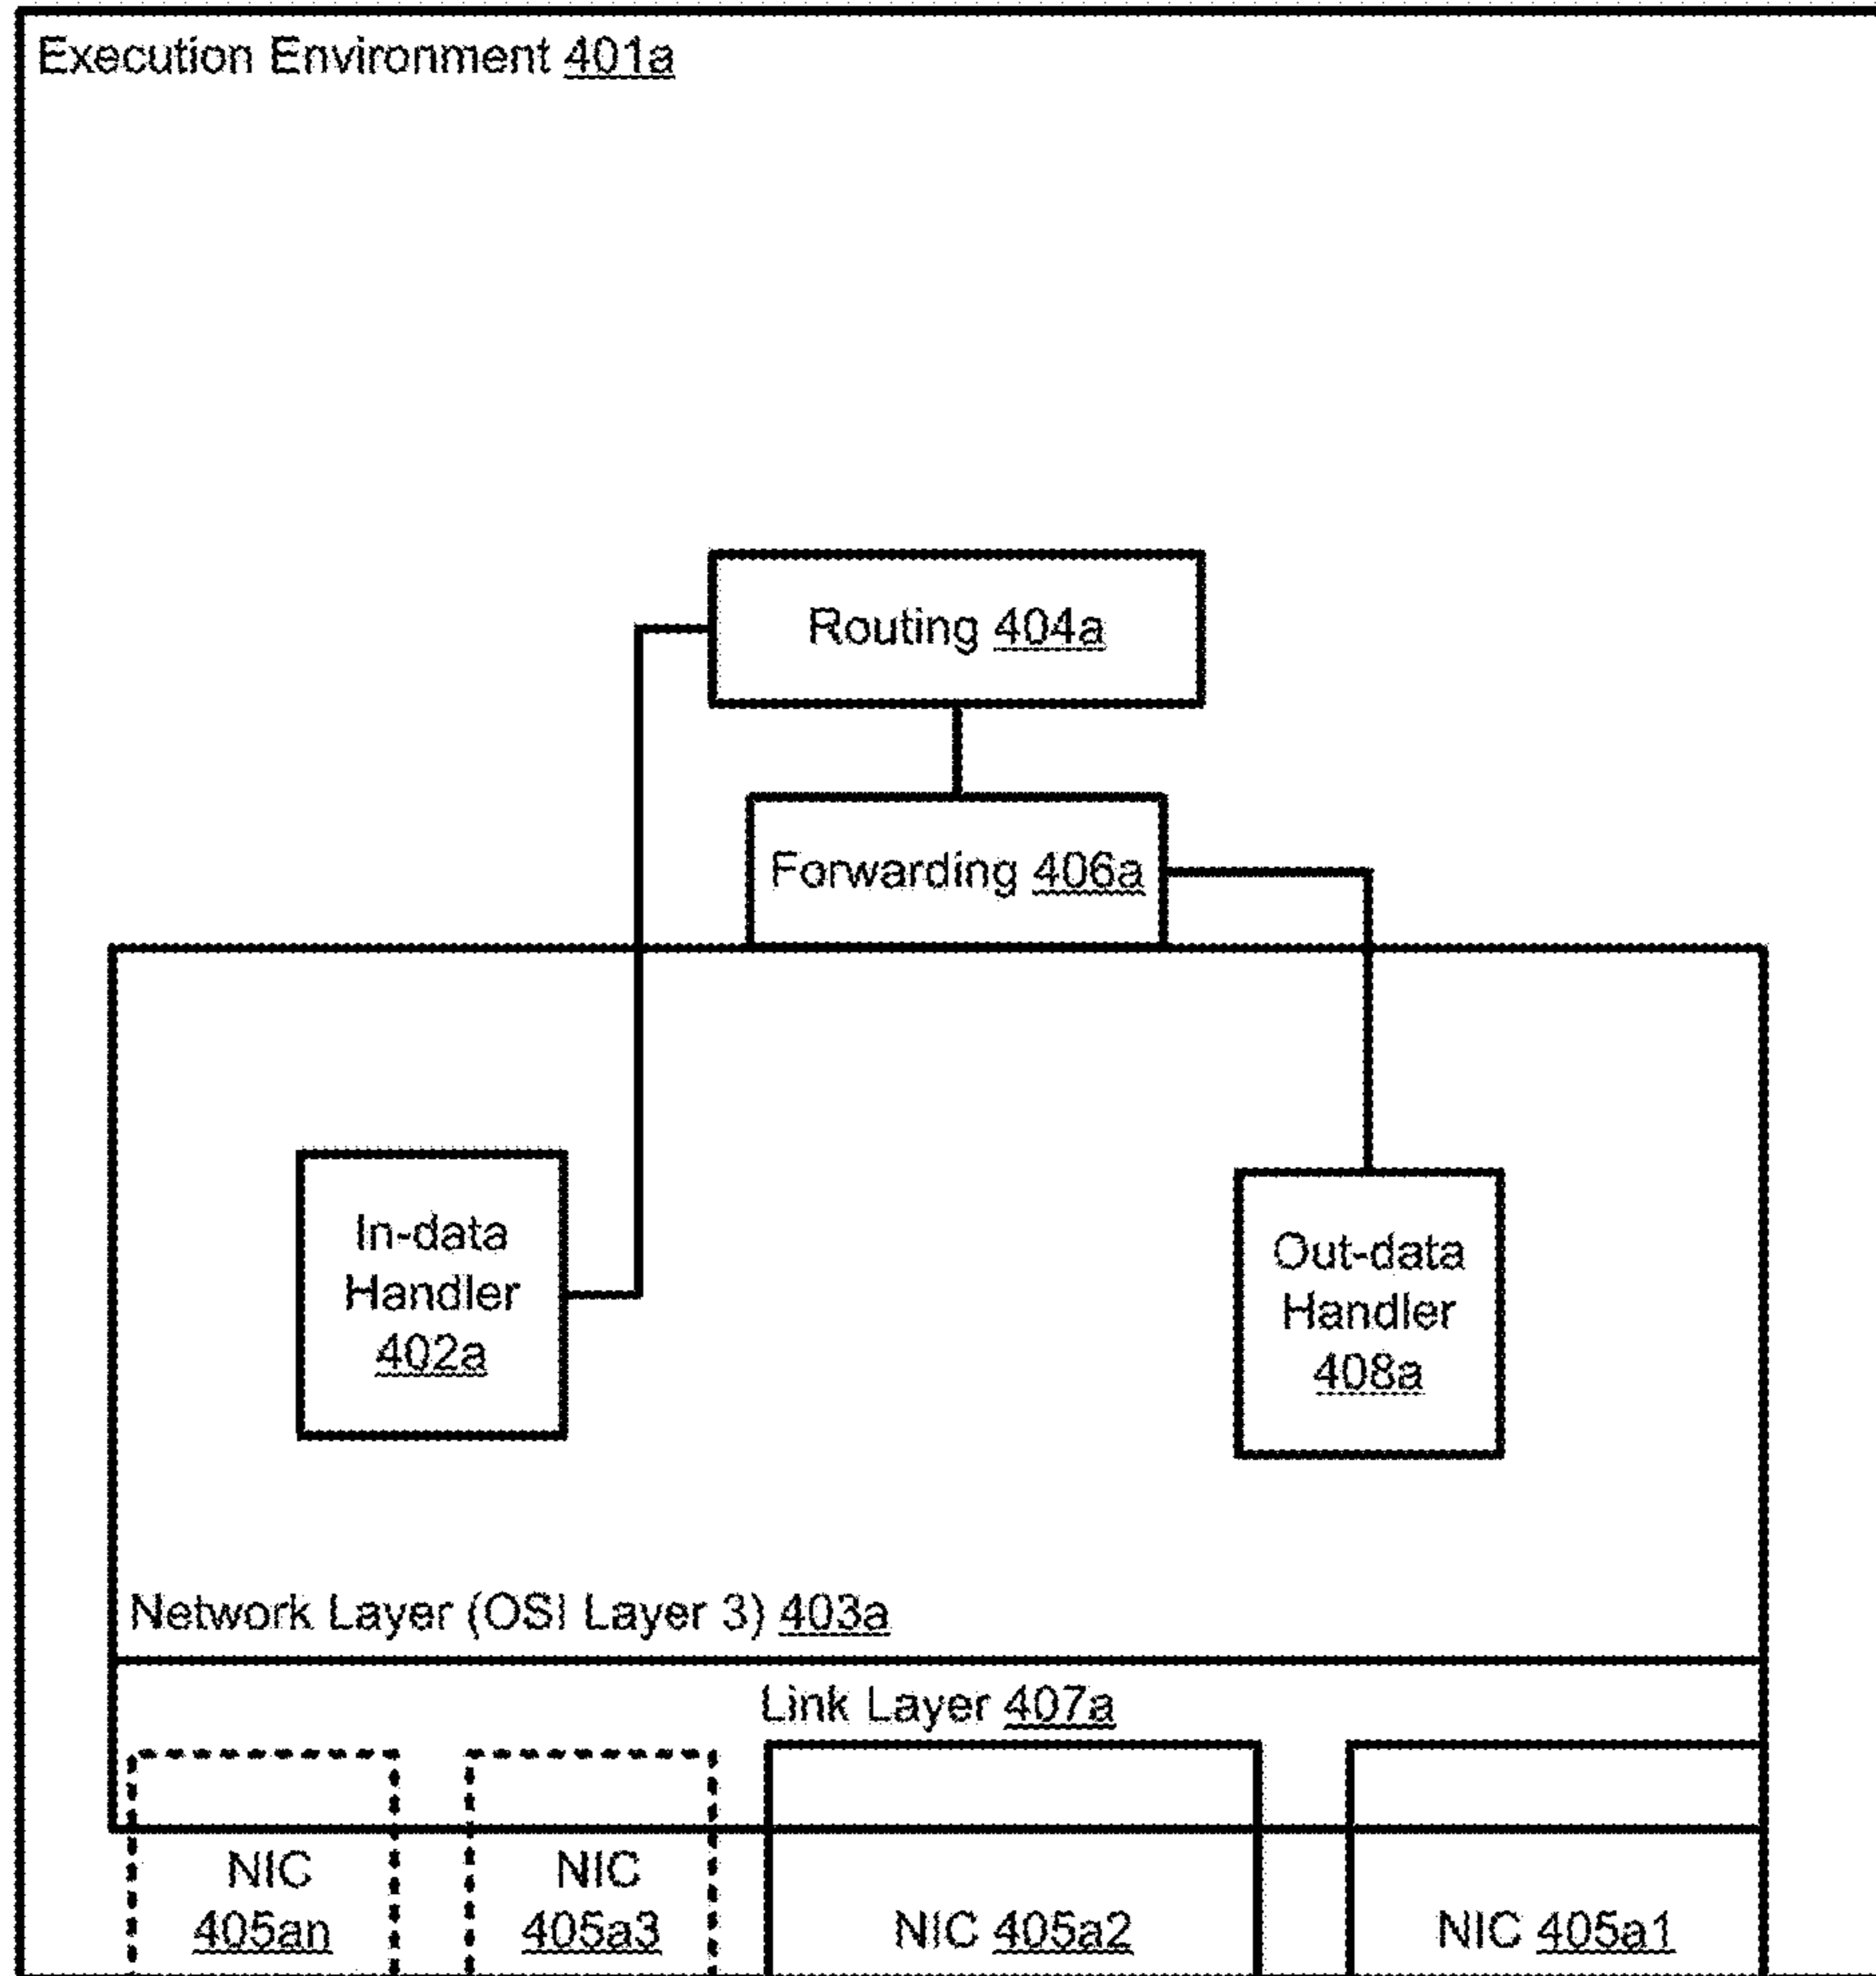 Execution Environment 401a
Routing 404a
Forwarding 406a
In-data
Handler
402a
Out-data
Handler
408a
Network Layer (OSI Layer 3) 403a
Link Layer 407a
NIC
405an
NIC
405a3
NIC 405a2
NIC 405a1